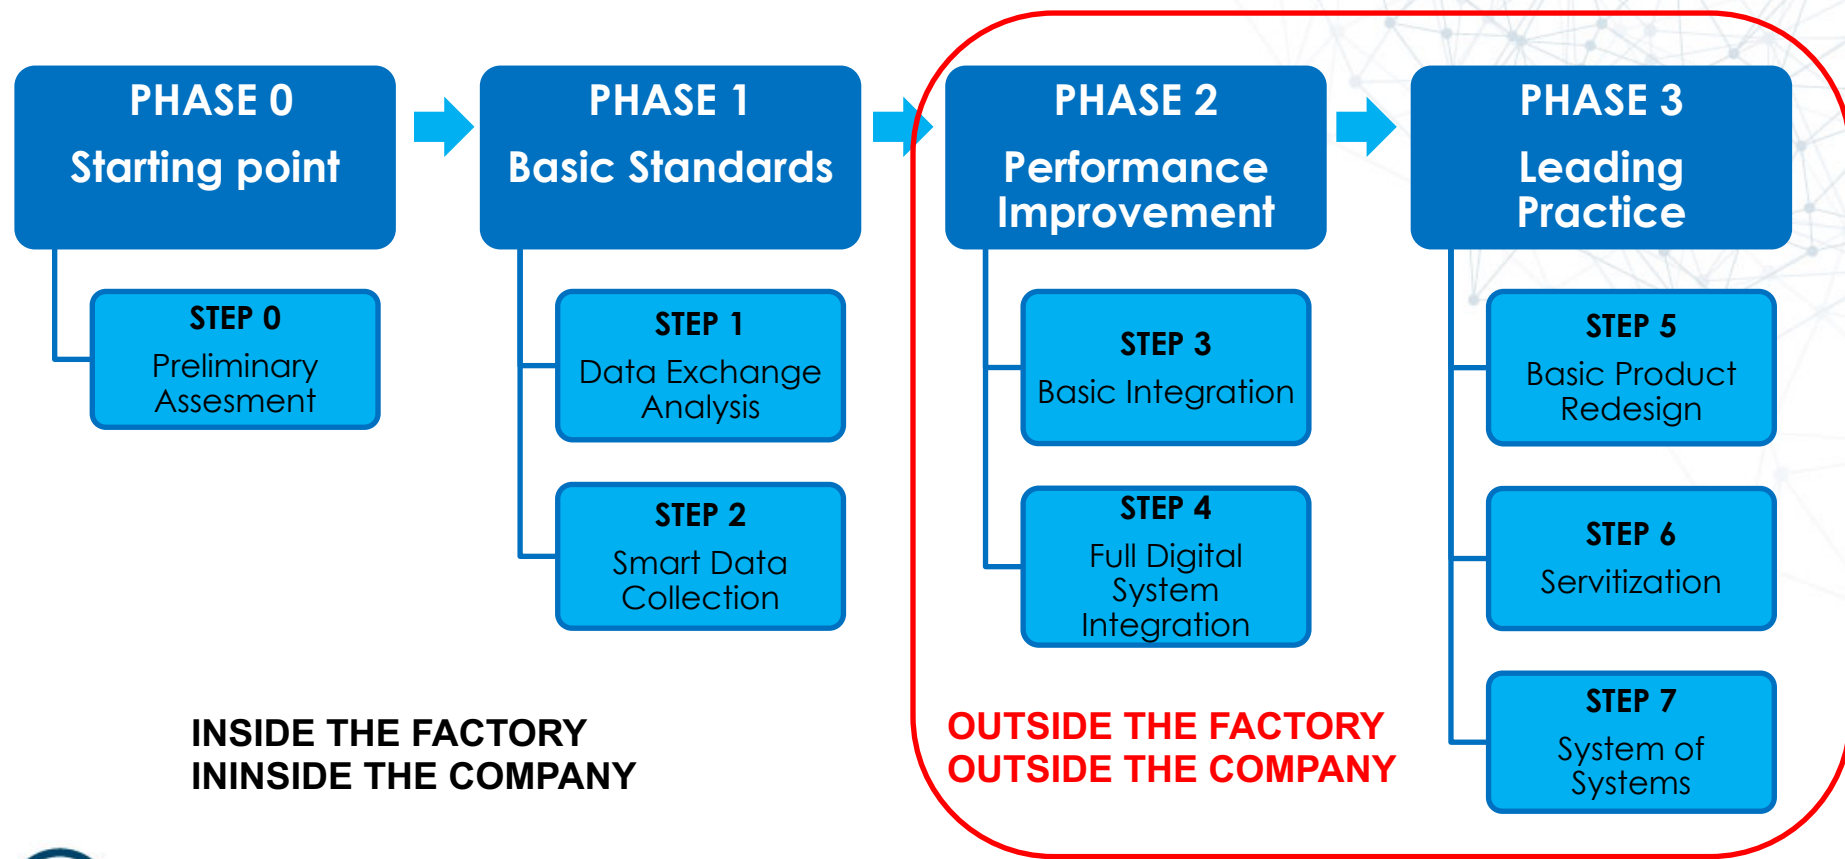 PHASE 0
Starting point
STEP 0
Preliminary
Assesment
PHASE 1
Basic Standards
STEP 1
Data Exchange
Analysis
STEP 2
Smart Data
Collection
PHASE 2
Performance
Improvement
STEP 3
Basic Integration
STEP 4
Full Digital
System
Integration
PHASE 3
Leading
Practice
STEP 5
Basic Product
Redesign
STEP 6
Servitization
STEP 7
System of
Systems
INSIDE THE FACTORY
ININSIDE THE COMPANY
OUTSIDE THE FACTORY
OUTSIDE THE COMPANY